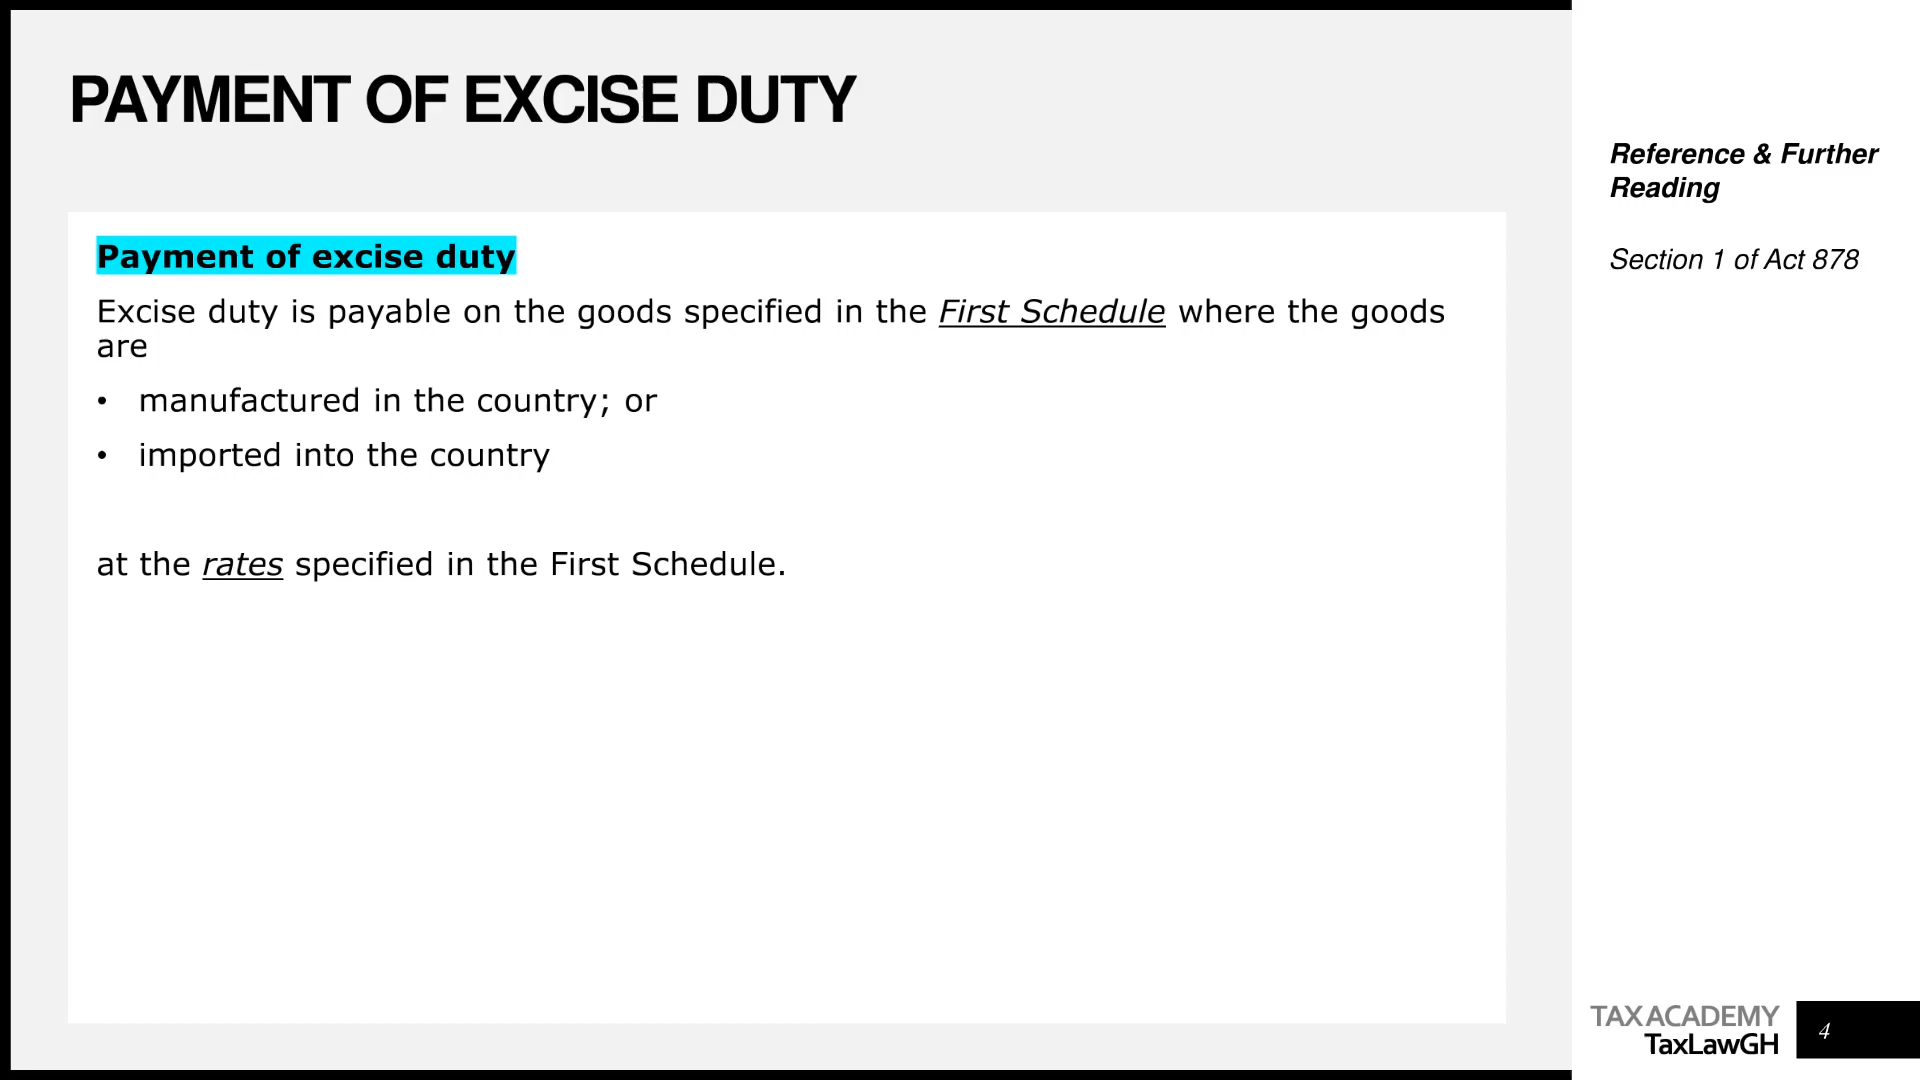 PAYMENT OF EXCISE DUTY
Payment of excise duty
Excise duty is payable on the goods specified in the First Schedule where the goods
are
• manufactured in the country; or
• imported into the country
at the rates specified in the First Schedule.
Reference & Further
Reading
Section 1 of Act 878
TAX ACADEMY
TaxLawGH
4